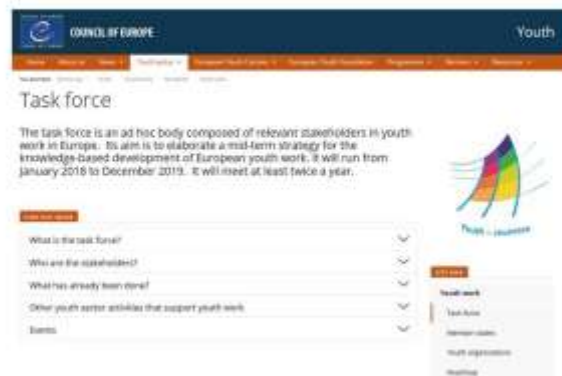 COUNCIL OF EUROPE
Youth
Task force
The task force is an ad hoc body composed of relevant stakeholders in youth
work in Europe. Its aim is to elaborate a mid-term strategy for the
knowledge-based development of European youth work. It will run from
January 2018 to December 2019. It will meet at least twice a year.
What is the task force?
Who are the stakeholders?
What has already been done?
Other youth sector activities that support youth work
Events
Youth - Jeunesse
Youth work
Task force
Member states
Youth organisations
Roadmap